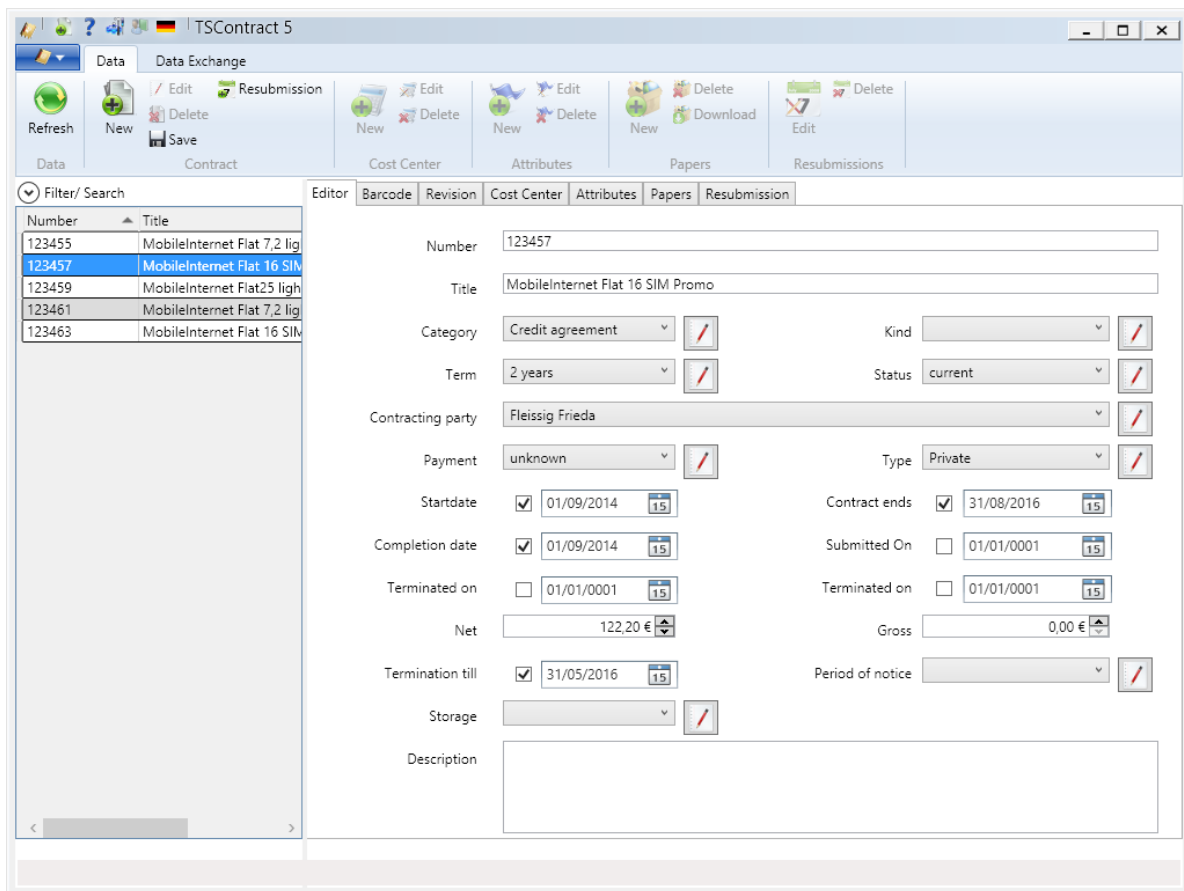 TSContract 5
Data Data Exchange
Refresh
New
Edit
Delete
Save
Resubmission
New
Edit
Delete
New
Edit
Delete
New
Delete
Download
Edit
Delete
Data Contract Cost Center Attributes Papers Resubmissions
Filter/ Search
Number Title
123455 MobileInternet Flat 7,2 lig
123457 MobileInternet Flat 16 SIM
123459 MobileInternet Flat25 ligh
123461 MobileInternet Flat 7,2 lig
123463 MobileInternet Flat 16 SIM
Editor Barcode Revision Cost Center Attributes Papers Resubmission
Number 123457
Title MobileInternet Flat 16 SIM Promo
Category Credit agreement Kind
Term 2 years Status current
Contracting party Fleissig Frieda
Payment unknown Type Private
Startdate 01/09/2014 15 Contract ends 31/08/2016 15
Completion date 01/09/2014 15 Submitted On 01/01/0001 15
Terminated on 01/01/0001 15 Terminated on 01/01/0001 15
Net 122,20 € Gross 0,00 €
Termination till 31/05/2016 15 Period of notice
Storage
Description